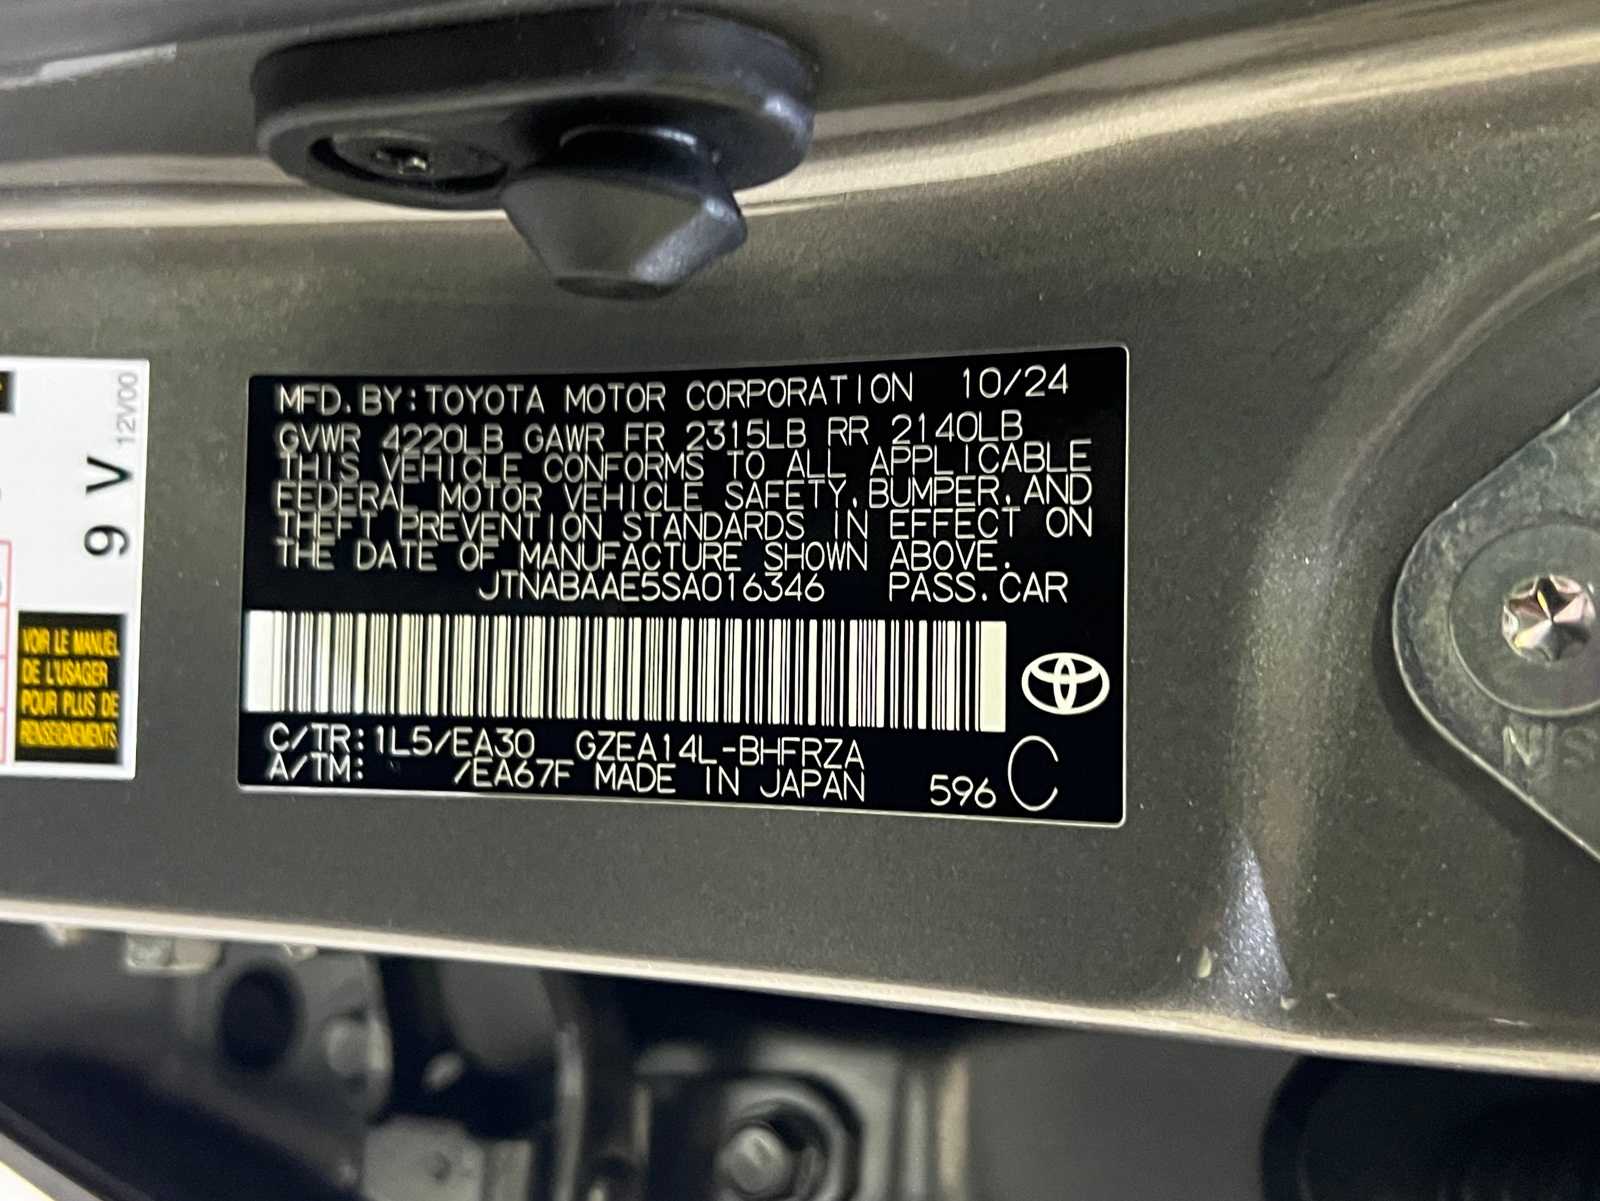 MFD.BY:TOYOTA MOTOR CORPORATION 10/24
GVWR 4220LB GAWR FR 2315LB RR 2140LB
THIS VEHICLE CONFORMS TO ALL APPLICABLE
FEDERAL MOTOR VEHICLE SAFETY,BUMPER,AND
THEFT PREVENTION STANDARDS IN EFFECT ON
THE DATE OF MANUFACTURE SHOWN ABOVE.
JTNABAAE5SA016346 PASS.CAR
C/TR:1L5/EA30 GZEA14L-BHFRZA
A/TM: /EA67F MADE IN JAPAN 596 C
9 V
12V00
VOIR LE MANUEL
DE L'USAGER
POUR PLUS DE
RENSEIGNEMENTS
NIS